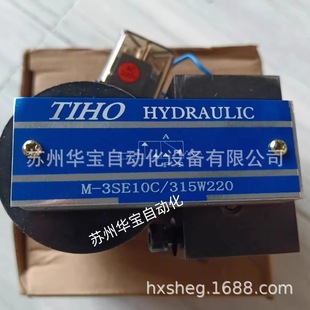 TIHO HYDRAULIC
苏州华宝自动化设备有限公司
M-3SE10C/315W220
苏州华宝自动化
hxsheg.1688.com